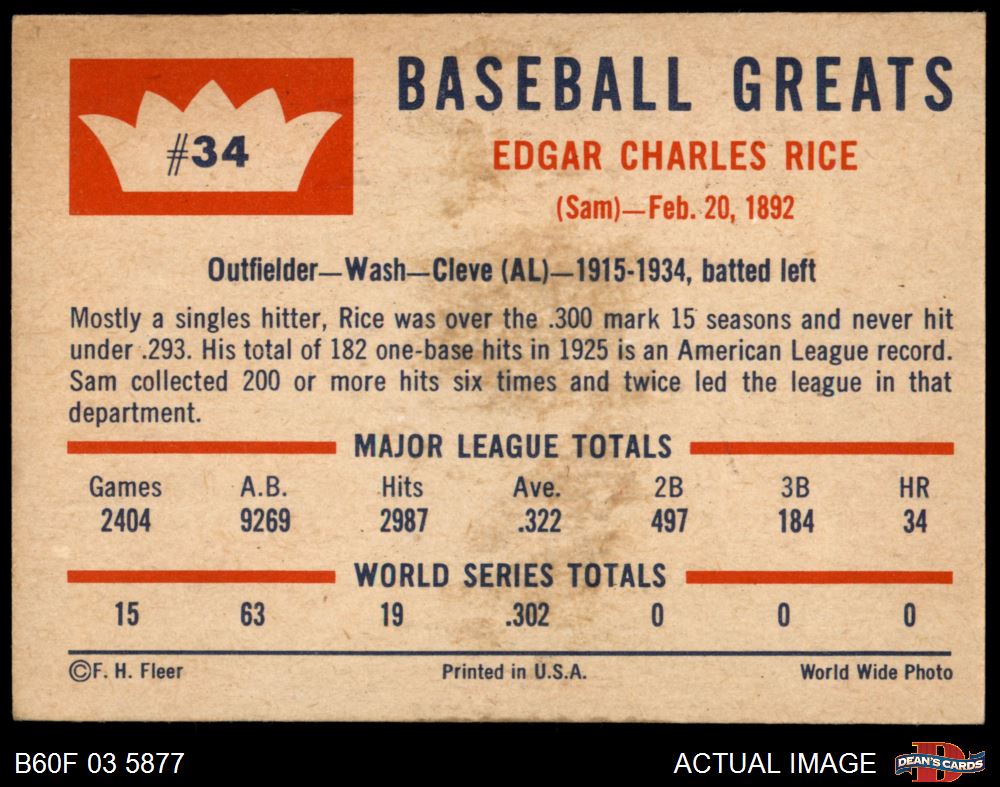 #34
BASEBALL GREATS
EDGAR CHARLES RICE
(Sam)—Feb. 20, 1892
Outfielder—Wash—Cleve (AL)—1915-1934, batted left
Mostly a singles hitter, Rice was over the .300 mark 15 seasons and never hit
under .293. His total of 182 one-base hits in 1925 is an American League record.
Sam collected 200 or more hits six times and twice led the league in that
department.
MAJOR LEAGUE TOTALS
Games A.B. Hits Ave. 2B 3B HR
2404 9269 2987 .322 497 184 34
WORLD SERIES TOTALS
15 63 19 .302 0 0 0
©F. H. Fleer Printed in U.S.A. World Wide Photo
B60F 03 5877 ACTUAL IMAGE D DEAN'S CARDS